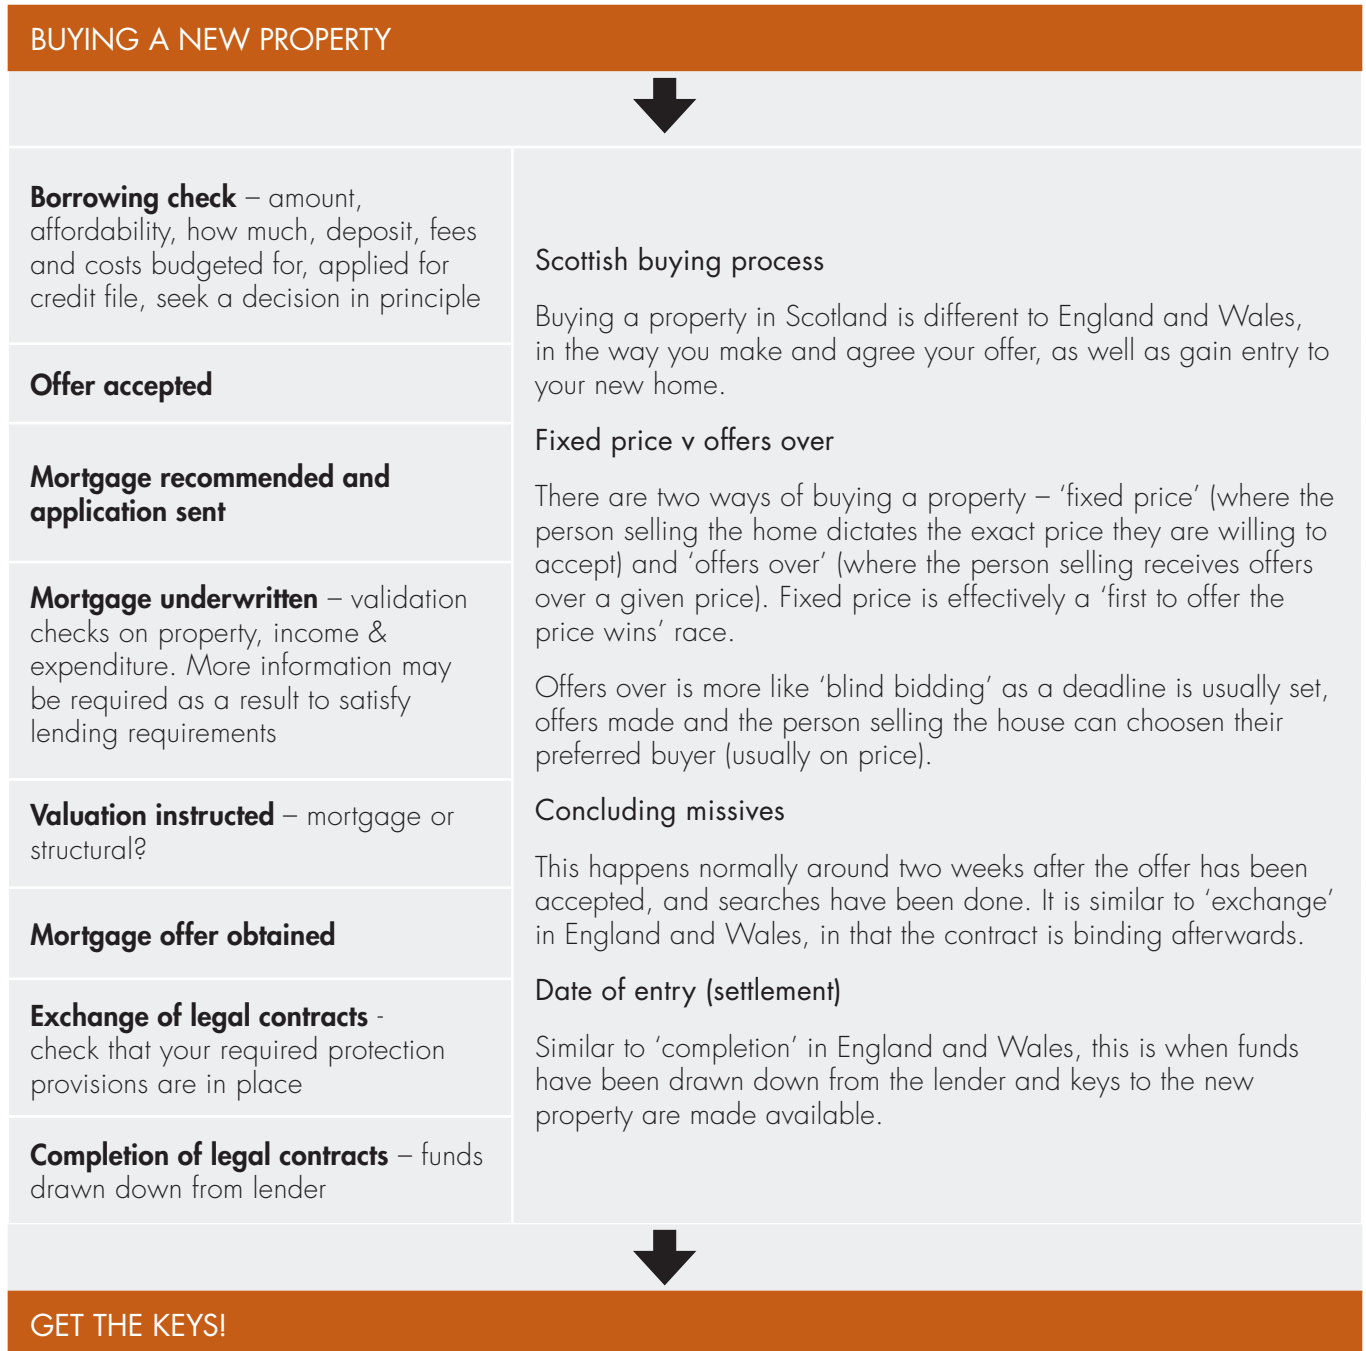 BUYING A NEW PROPERTY
Borrowing check – amount,
affordability, how much, deposit, fees
and costs budgeted for, applied for
credit file, seek a decision in principle
Offer accepted
Mortgage recommended and
application sent
Mortgage underwritten – validation
checks on property, income &
expenditure. More information may
be required as a result to satisfy
lending requirements
Valuation instructed – mortgage or
structural?
Mortgage offer obtained
Exchange of legal contracts -
check that your required protection
provisions are in place
Completion of legal contracts – funds
drawn down from lender
Scottish buying process
Buying a property in Scotland is different to England and Wales,
in the way you make and agree your offer, as well as gain entry to
your new home.
Fixed price v offers over
There are two ways of buying a property – ‘fixed price’ (where the
person selling the home dictates the exact price they are willing to
accept) and ‘offers over’ (where the person selling receives offers
over a given price). Fixed price is effectively a ‘first to offer the
price wins’ race.
Offers over is more like ‘blind bidding’ as a deadline is usually set,
offers made and the person selling the house can choosen their
preferred buyer (usually on price).
Concluding missives
This happens normally around two weeks after the offer has been
accepted, and searches have been done. It is similar to ‘exchange’
in England and Wales, in that the contract is binding afterwards.
Date of entry (settlement)
Similar to ‘completion’ in England and Wales, this is when funds
have been drawn down from the lender and keys to the new
property are made available.
GET THE KEYS!